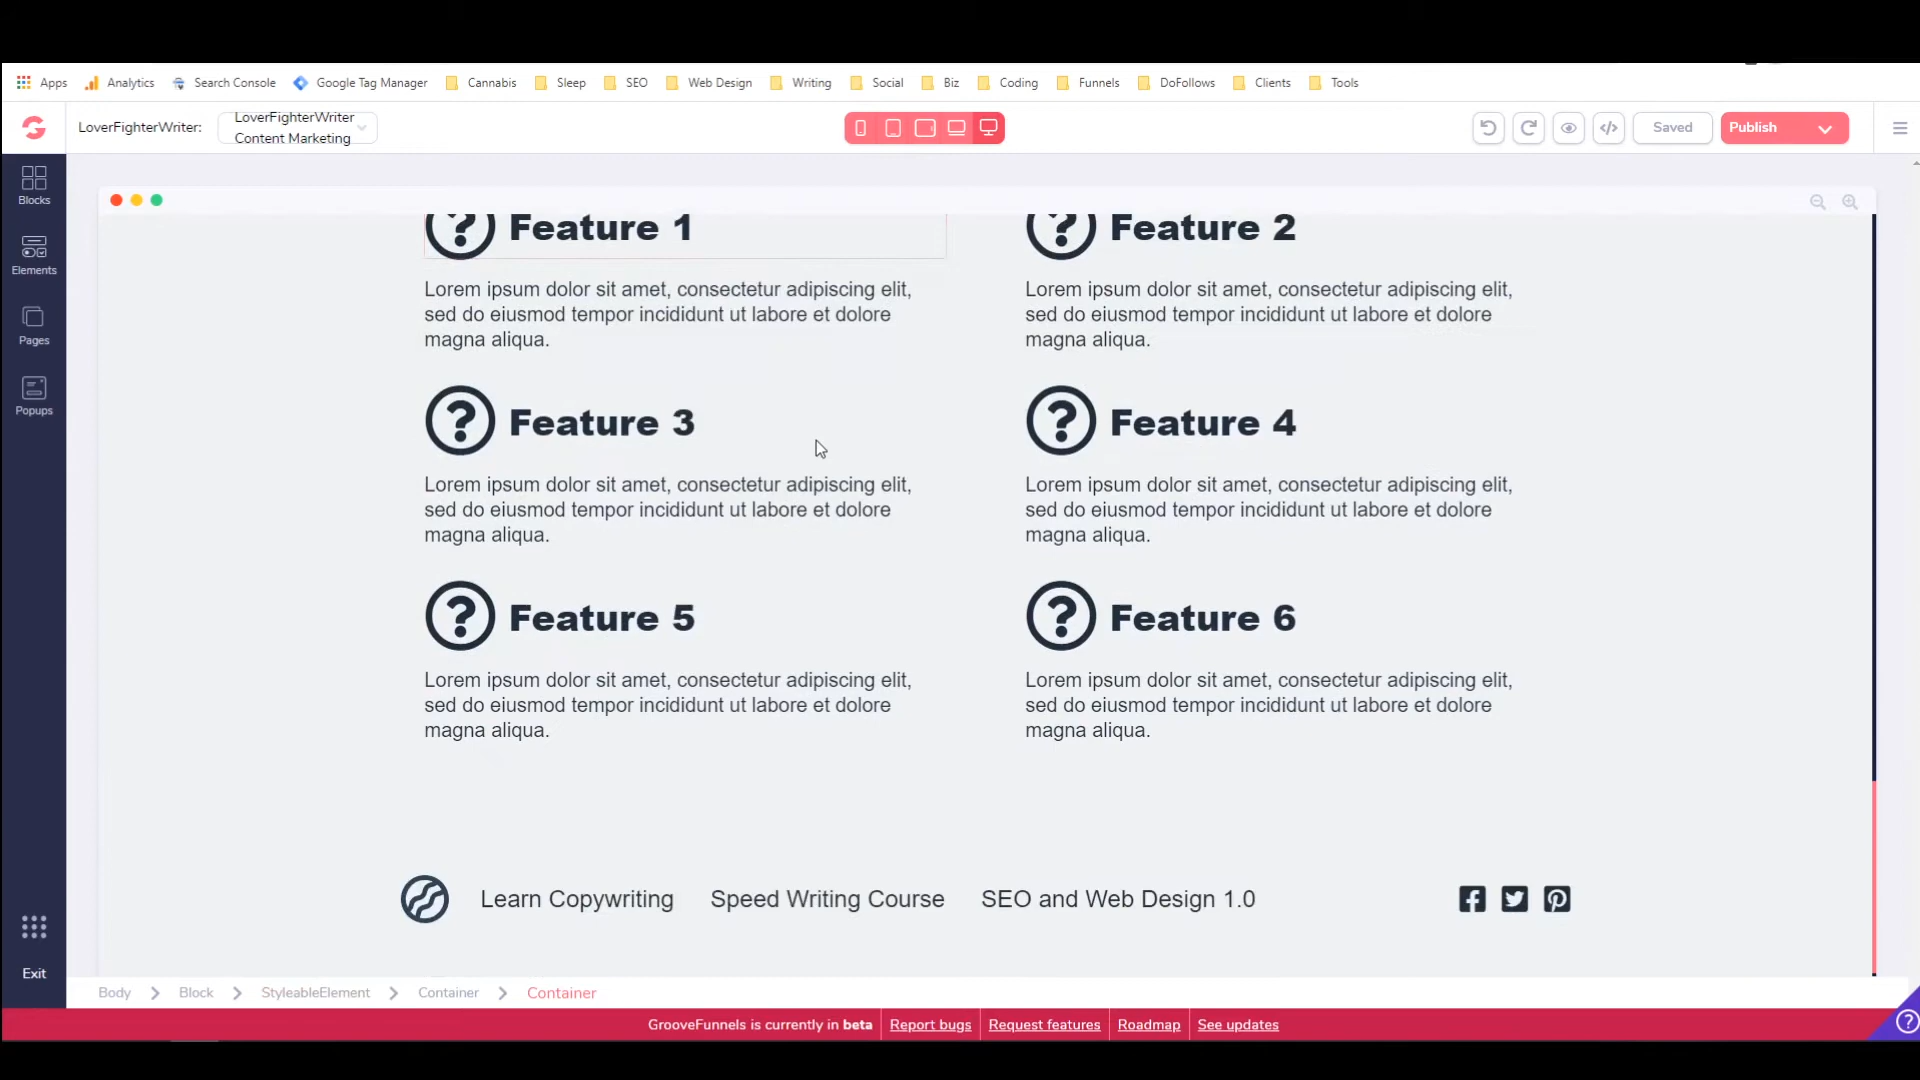 Apps Analytics Search Console Google Tag Manager Cannabis Sleep SEO Web Design Writing Social Biz Coding Funnels DoFollows Clients Tools
LoverFighterWriter: LoverFighterWriter
Content Marketing
Saved Publish
Blocks
Elements
Pages
Popups
Exit
Feature 1
Lorem ipsum dolor sit amet, consectetur adipiscing elit,
sed do eiusmod tempor incididunt ut labore et dolore
magna aliqua.
Feature 2
Lorem ipsum dolor sit amet, consectetur adipiscing elit,
sed do eiusmod tempor incididunt ut labore et dolore
magna aliqua.
Feature 3
Lorem ipsum dolor sit amet, consectetur adipiscing elit,
sed do eiusmod tempor incididunt ut labore et dolore
magna aliqua.
Feature 4
Lorem ipsum dolor sit amet, consectetur adipiscing elit,
sed do eiusmod tempor incididunt ut labore et dolore
magna aliqua.
Feature 5
Lorem ipsum dolor sit amet, consectetur adipiscing elit,
sed do eiusmod tempor incididunt ut labore et dolore
magna aliqua.
Feature 6
Lorem ipsum dolor sit amet, consectetur adipiscing elit,
sed do eiusmod tempor incididunt ut labore et dolore
magna aliqua.
Learn Copywriting Speed Writing Course SEO and Web Design 1.0
Body Block StyleableElement Container Container
GrooveFunnels is currently in beta Report bugs Request features Roadmap See updates